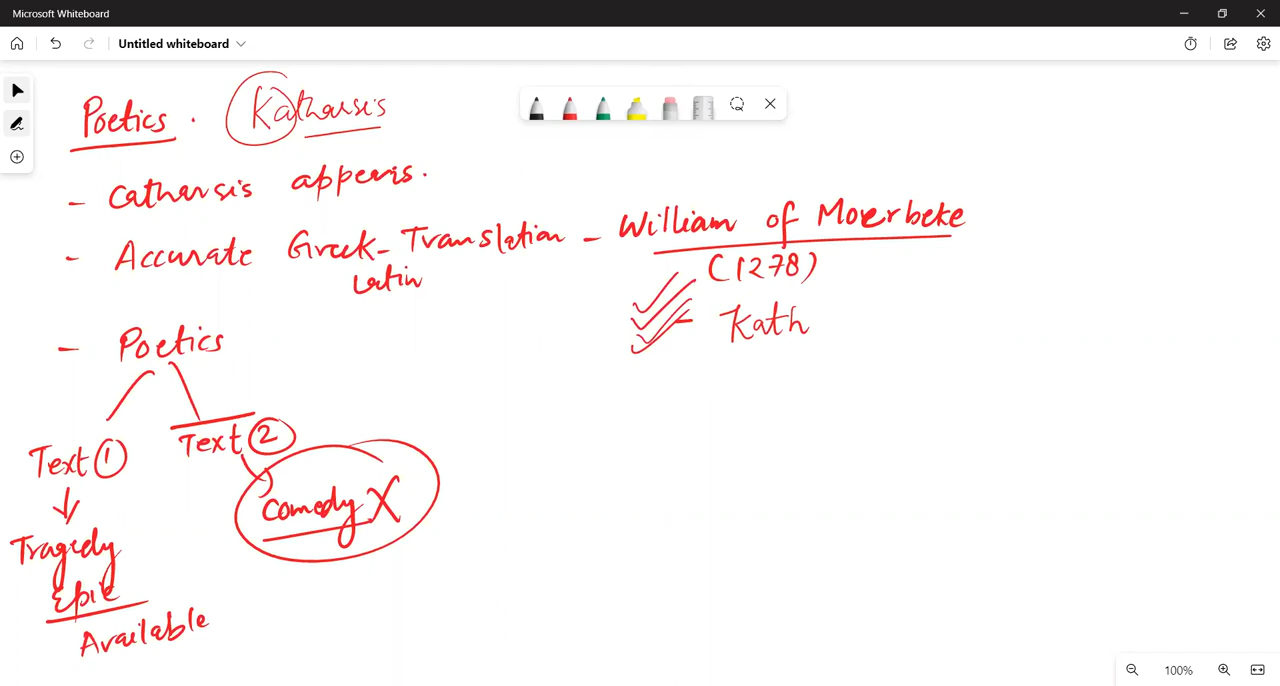 Microsoft Whiteboard
Untitled whiteboard
Poetics . Katharsis
- Catharsis appears.
- Accurate Greek - Translation - William of Moerbeke
Latin
(1278)
- Kath
- Poetics
Text 1
Text 2
Comedy X
Tragedy
Epic
Available
100%